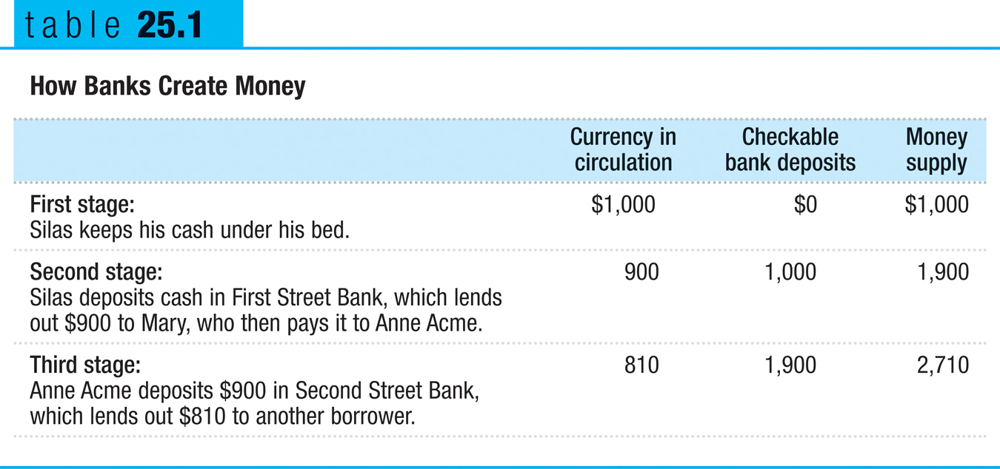 table 25.1
How Banks Create Money
Currency in circulation Checkable bank deposits Money supply
First stage: $1,000 $0 $1,000
Silas keeps his cash under his bed.
Second stage: 900 1,000 1,900
Silas deposits cash in First Street Bank, which lends
out $900 to Mary, who then pays it to Anne Acme.
Third stage: 810 1,900 2,710
Anne Acme deposits $900 in Second Street Bank,
which lends out $810 to another borrower.